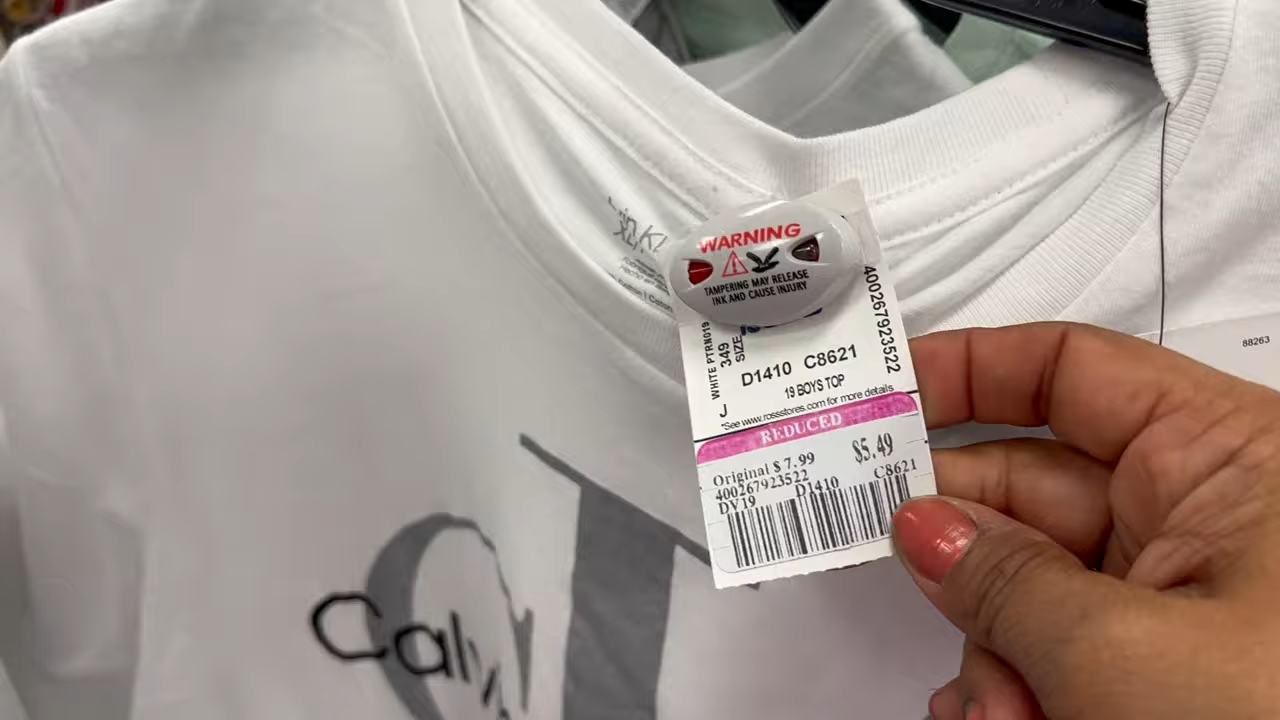 WARNING
TAMPERING MAY RELEASE
INK AND CAUSE INJURY
400267923522
WHITE PTRN019
349
SIZE
J
D1410 C8621
19 BOYS TOP
*See www.rossstores.com for more details
REDUCED
Original $7.99
$5.49
400267923522
D1410
C8621
DV19
88263
Calv